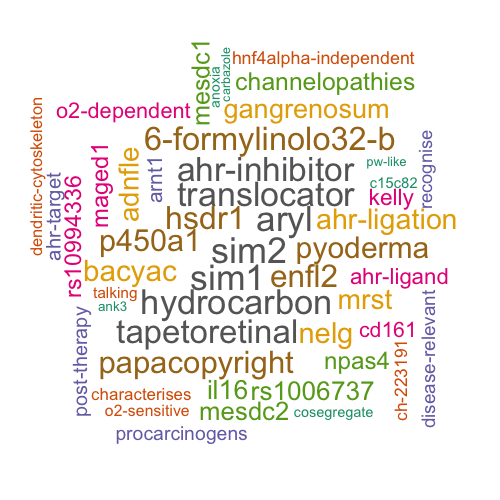 hnf4alpha-independent
mesdc1
anoxia
carbazole
channelopathies
o2-dependent
gangrenosum
6-formylinolo32-b
dendritic-cytoskeleton
ahr-target
rs10994336
maged1
adnfle
arnt1
ahr-inhibitor
pw-like
recognise
translocator
c15c82
kelly
hsdr1
aryl
ahr-ligation
p450a1
sim2
pyoderma
bacyac
sim1
enfl2
ahr-ligand
talking
ank3
hydrocarbon
mrst
post-therapy
tapetoretinal
nelg
cd161
ch-223191
disease-relevant
papacopyright
npas4
characterises
il16
rs1006737
o2-sensitive
mesdc2
cosegregate
procarcinogens